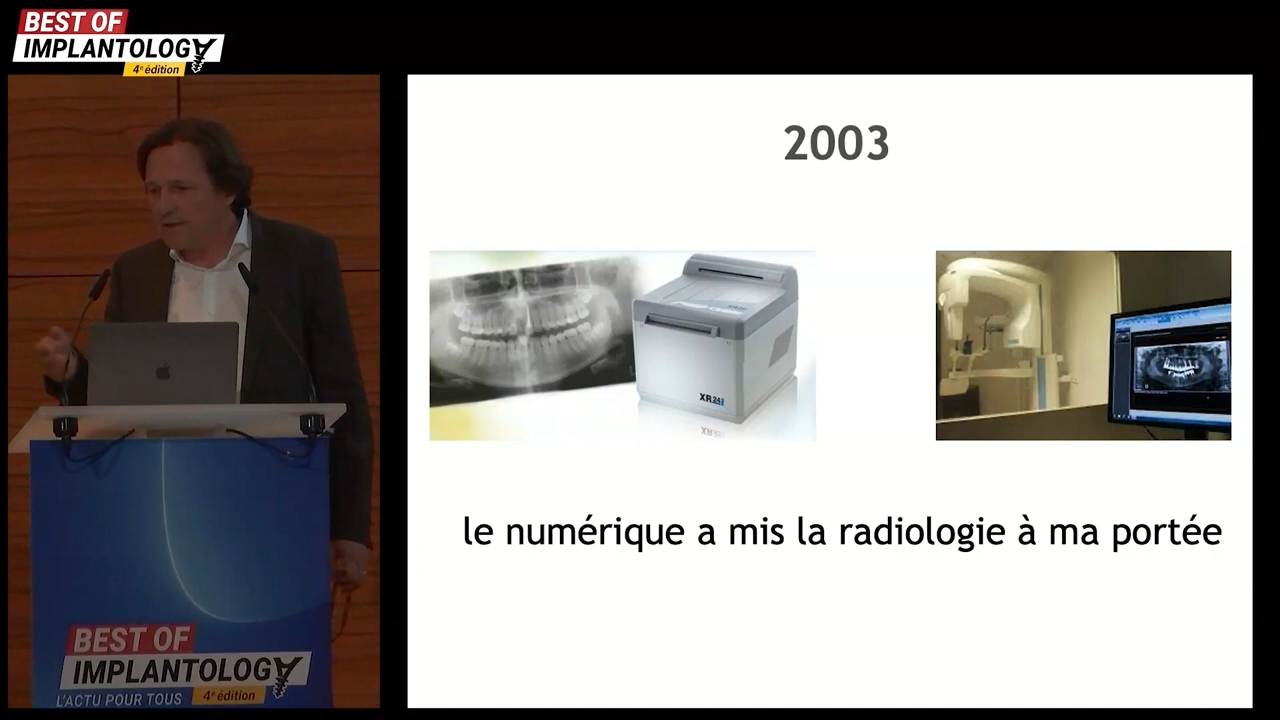 BEST OF
IMPLANTOLOGY
4e édition
2003
XR24
le numérique a mis la radiologie à ma portée
BEST OF
IMPLANTOLOGY
L'ACTU POUR TOUS
4e édition